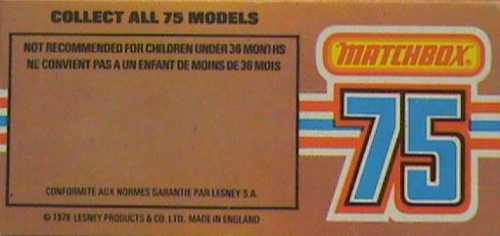 COLLECT ALL 75 MODELS
NOT RECOMMENDED FOR CHILDREN UNDER 36 MONTHS
NE CONVIENT PAS A UN ENFANT DE MOINS DE 36 MOIS
MATCHBOX
75
CONFORMITE AUX NORMES GARANTIE PAR LESNEY S.A.
© 1978 LESNEY PRODUCTS & CO. LTD. MADE IN ENGLAND